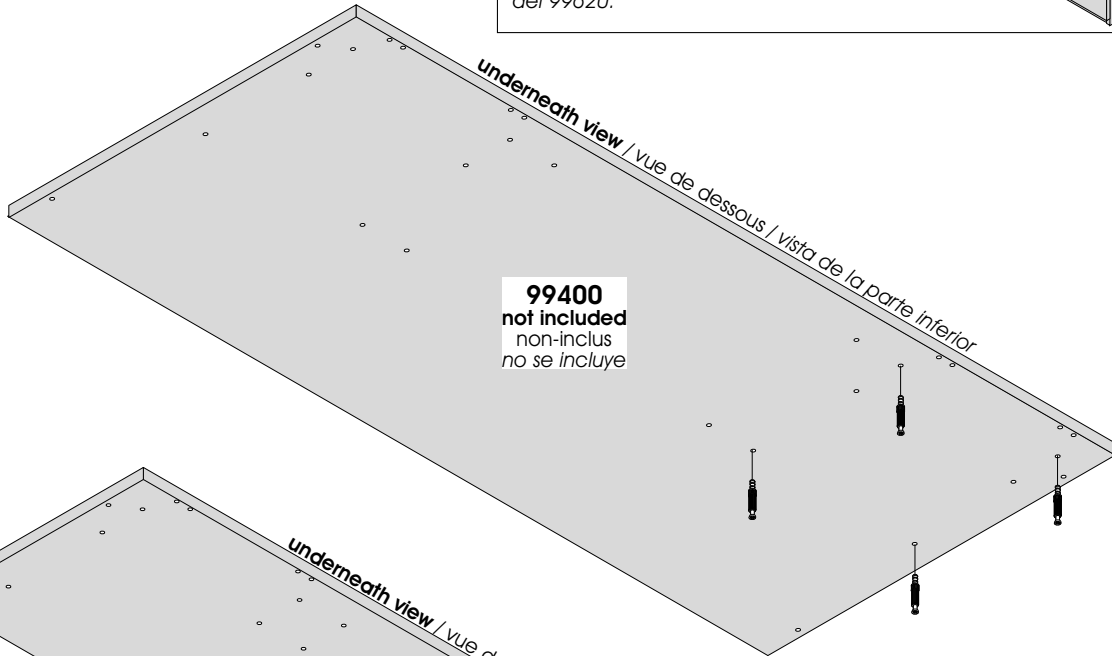 del 99620.
underneath view / vue de dessous / vista de la parte inferior
99400
not included
non-inclus
no se incluye
underneath view / vue d